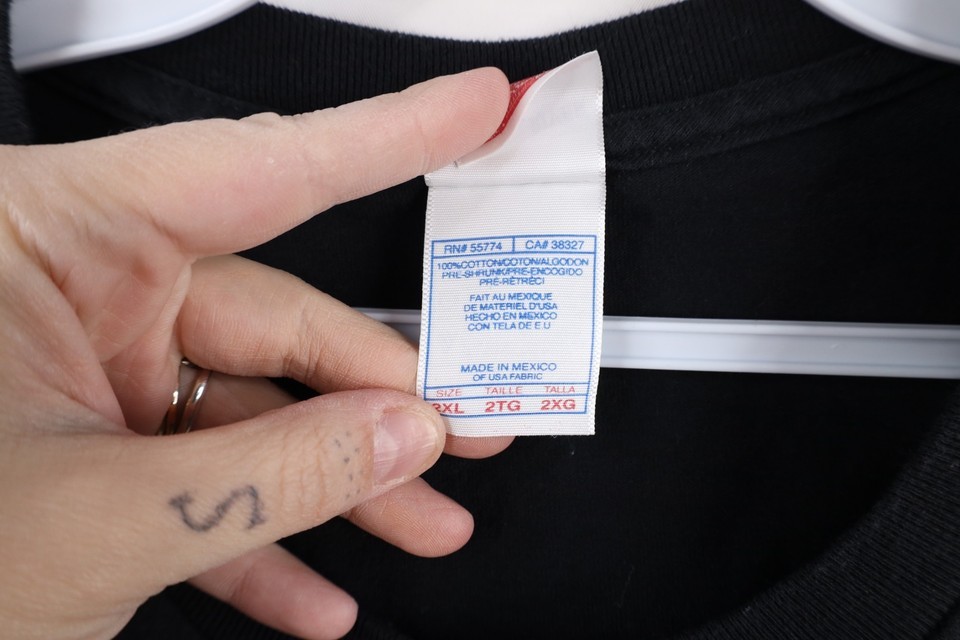 RN# 55774 CA# 38327
100%COTTON/COTON/ALGODON
PRE-SHRUNK/PRE-ENCOGIDO
PRE-RÉTRÉCI
FAIT AU MEXIQUE
DE MATERIEL D'USA
HECHO EN MEXICO
CON TELA DE E U
MADE IN MEXICO
OF USA FABRIC
SIZE TAILLE TALLA
2XL 2TG 2XG